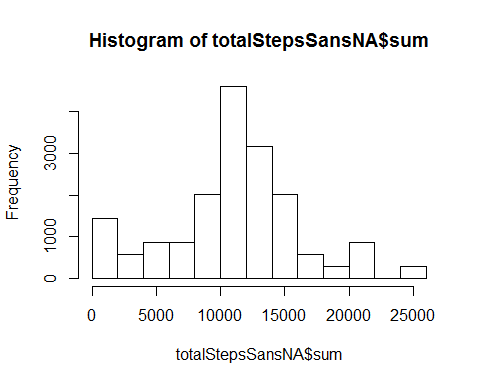 Histogram of totalStepsSansNA$sum
Frequency
3000
1000
0
0 5000 10000 15000 20000 25000
totalStepsSansNA$sum